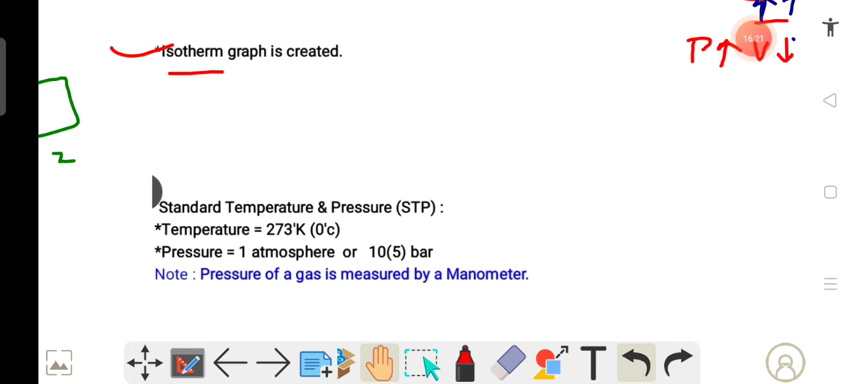 16:21
P↑ V↓
*Isotherm graph is created.
2
Standard Temperature & Pressure (STP) :
*Temperature = 273'K (0'c)
*Pressure = 1 atmosphere or 10(5) bar
Note : Pressure of a gas is measured by a Manometer.
T